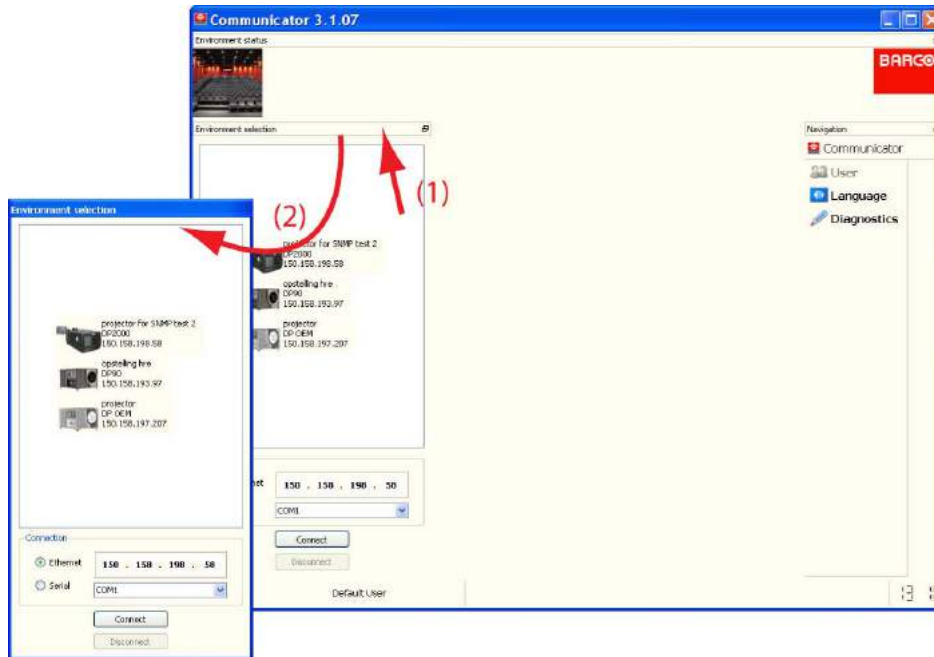 Communicator 3.1.07
Environment status
BARCO
Environment selection
Navigation
Communicator
User
Language
Diagnostics
(1)
(2)
projector for SNMP test 2
DP2000
150.158.198.58
opstelling hre
DP90
150.158.193.97
projector
DP OEM
150.158.197.207
150 . 158 . 198 . 58
COM1
Connect
Disconnect
Default User
Environment selection
projector for SNMP test 2
DP2000
150.158.198.58
opstelling hre
DP90
150.158.193.97
projector
DP OEM
150.158.197.207
Connection
Ethernet
150 . 158 . 198 . 58
Serial
COM1
Connect
Disconnect